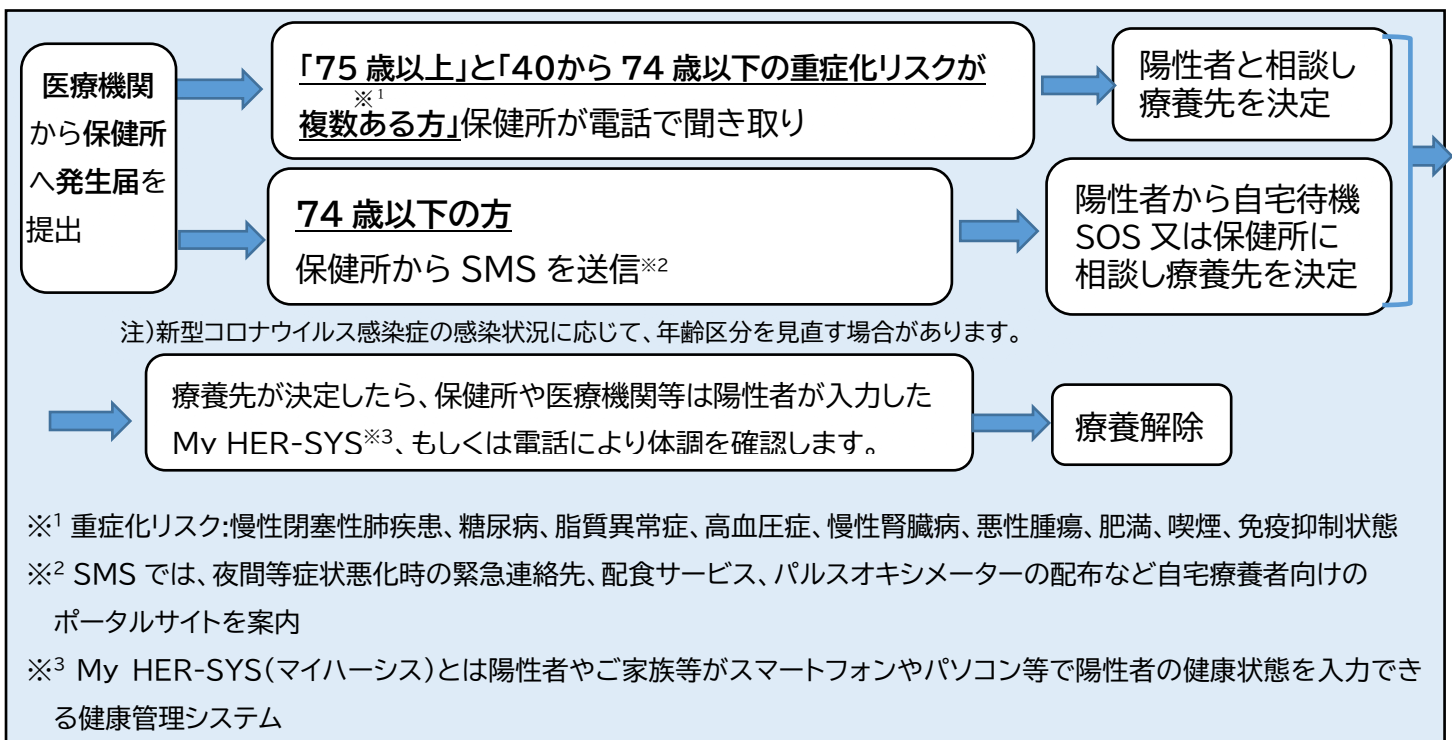 医療機関
から保健所
へ発生届を
提出
「75 歳以上」と「40から 74 歳以下の重症化リスクが
※1
複数ある方」保健所が電話で聞き取り
陽性者と相談し
療養先を決定
74 歳以下の方
保健所から SMS を送信※2
陽性者から自宅待機
SOS 又は保健所に
相談し療養先を決定
注)新型コロナウイルス感染症の感染状況に応じて、年齢区分を見直す場合があります。
療養先が決定したら、保健所や医療機関等は陽性者が入力した
My HER-SYS※3、もしくは電話により体調を確認します。
療養解除
※1 重症化リスク:慢性閉塞性肺疾患、糖尿病、脂質異常症、高血圧症、慢性腎臓病、悪性腫瘍、肥満、喫煙、免疫抑制状態
※2 SMS では、夜間等症状悪化時の緊急連絡先、配食サービス、パルスオキシメーターの配布など自宅療養者向けの
ポータルサイトを案内
※3 My HER-SYS(マイハーシス)とは陽性者やご家族等がスマートフォンやパソコン等で陽性者の健康状態を入力でき
る健康管理システム